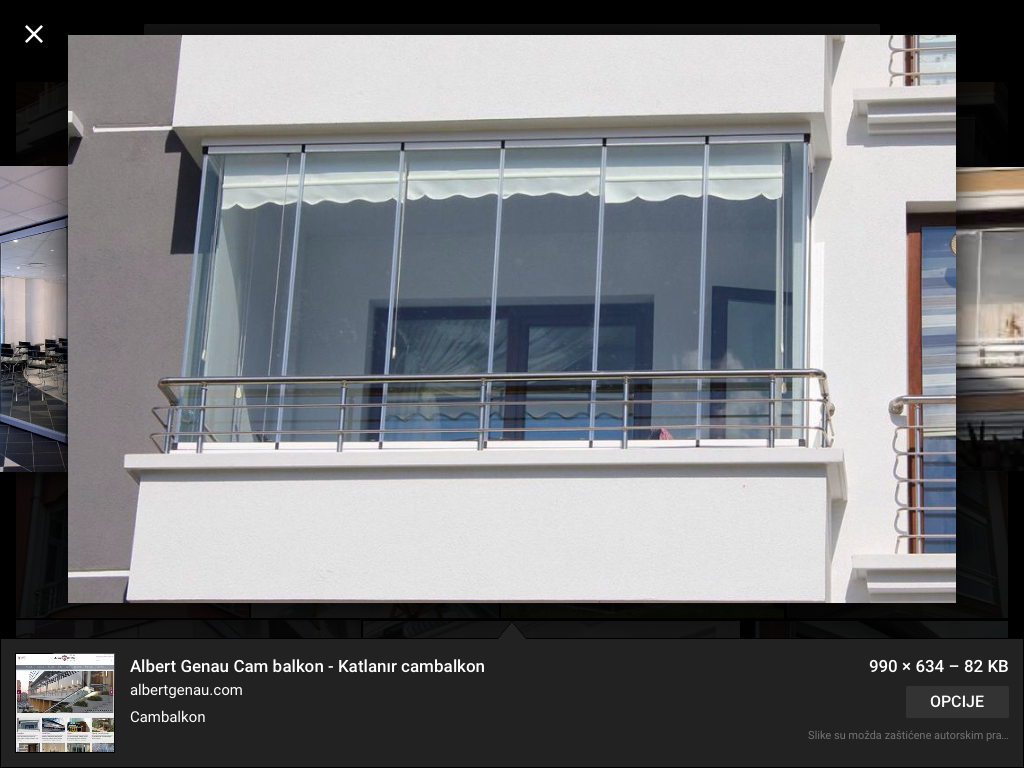 Albert Genau Cam balkon - Katlanır cambalkon
albertgenau.com
Cambalkon
990 × 634 – 82 KB
OPCIJE
Slike su možda zaštićene autorskim pra…